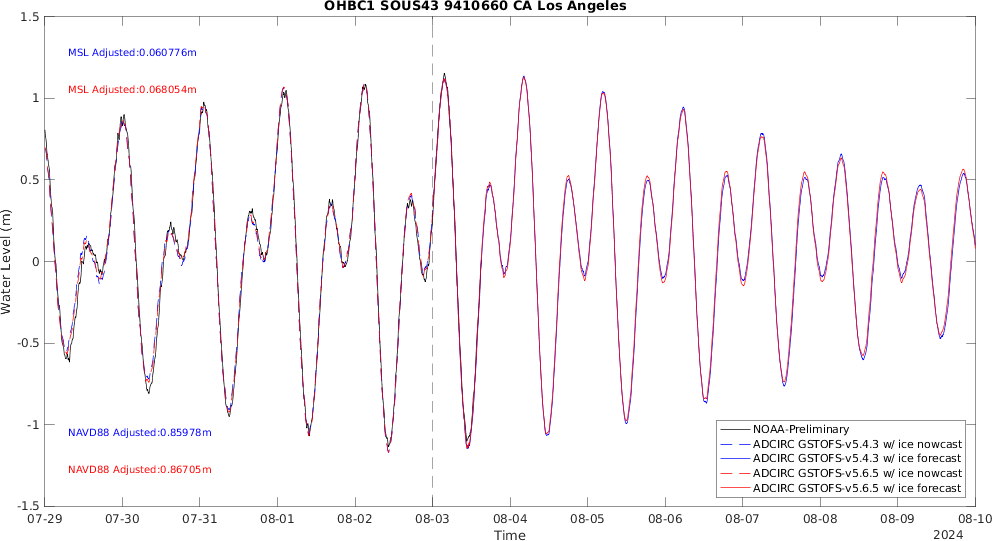 OHBC1 SOUS43 9410660 CA Los Angeles
1.5
1
0.5
0
-0.5
-1
-1.5
Water Level (m)
MSL Adjusted:0.060776m
MSL Adjusted:0.068054m
NAVD88 Adjusted:0.85978m
NAVD88 Adjusted:0.86705m
NOAA-Preliminary
ADCIRC GSTOFS-v5.4.3 w/ ice nowcast
ADCIRC GSTOFS-v5.4.3 w/ ice forecast
ADCIRC GSTOFS-v5.6.5 w/ ice nowcast
ADCIRC GSTOFS-v5.6.5 w/ ice forecast
07-29 07-30 07-31 08-01 08-02 08-03 08-04 08-05 08-06 08-07 08-08 08-09 08-10
Time
2024